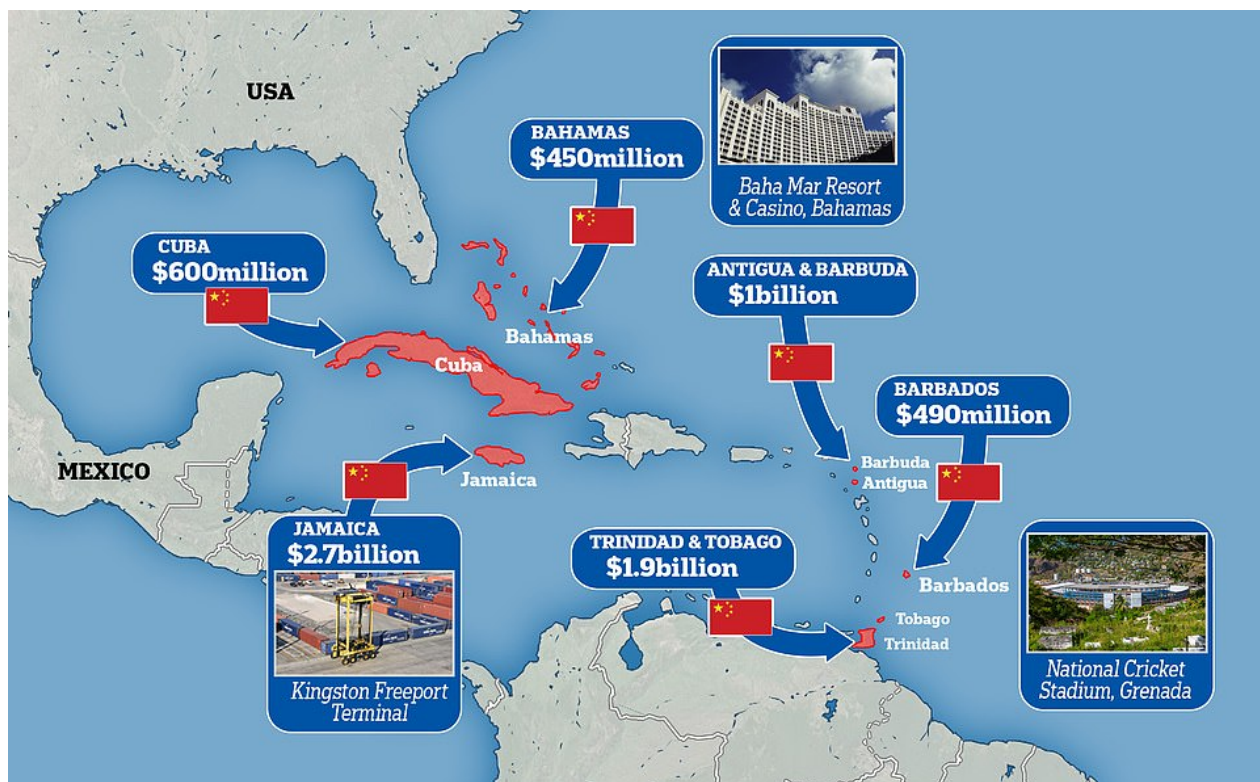 USA
BAHAMAS
$450million
Baha Mar Resort
& Casino, Bahamas
CUBA
$600million
ANTIGUA & BARBUDA
$1billion
Bahamas
Cuba
BARBADOS
$490million
MEXICO
Jamaica
Barbuda
Antigua
JAMAICA
$2.7billion
TRINIDAD & TOBAGO
$1.9billion
Barbados
Tobago
Trinidad
Kingston Freeport
Terminal
National Cricket
Stadium, Grenada